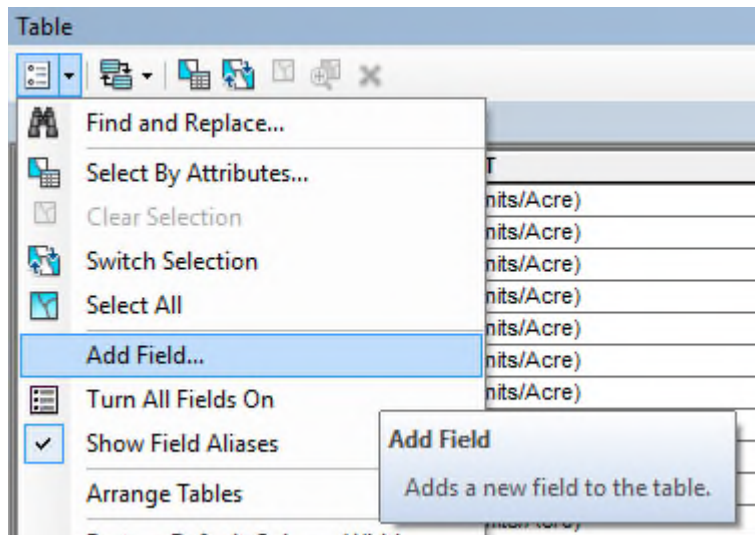 Table
Find and Replace...
T
Select By Attributes...
nits/Acre)
Clear Selection
nits/Acre)
Switch Selection
nits/Acre)
nits/Acre)
Select All
nits/Acre)
Add Field...
nits/Acre)
Turn All Fields On
nits/Acre)
Show Field Aliases
Add Field
Arrange Tables
Adds a new field to the table.